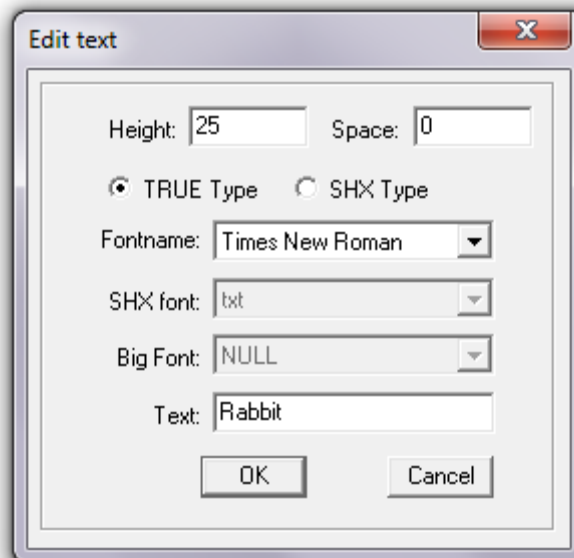 Edit text
Height: 25 Space: 0
TRUE Type SHX Type
Fontname: Times New Roman
SHX font: txt
Big Font: NULL
Text: Rabbit
OK Cancel